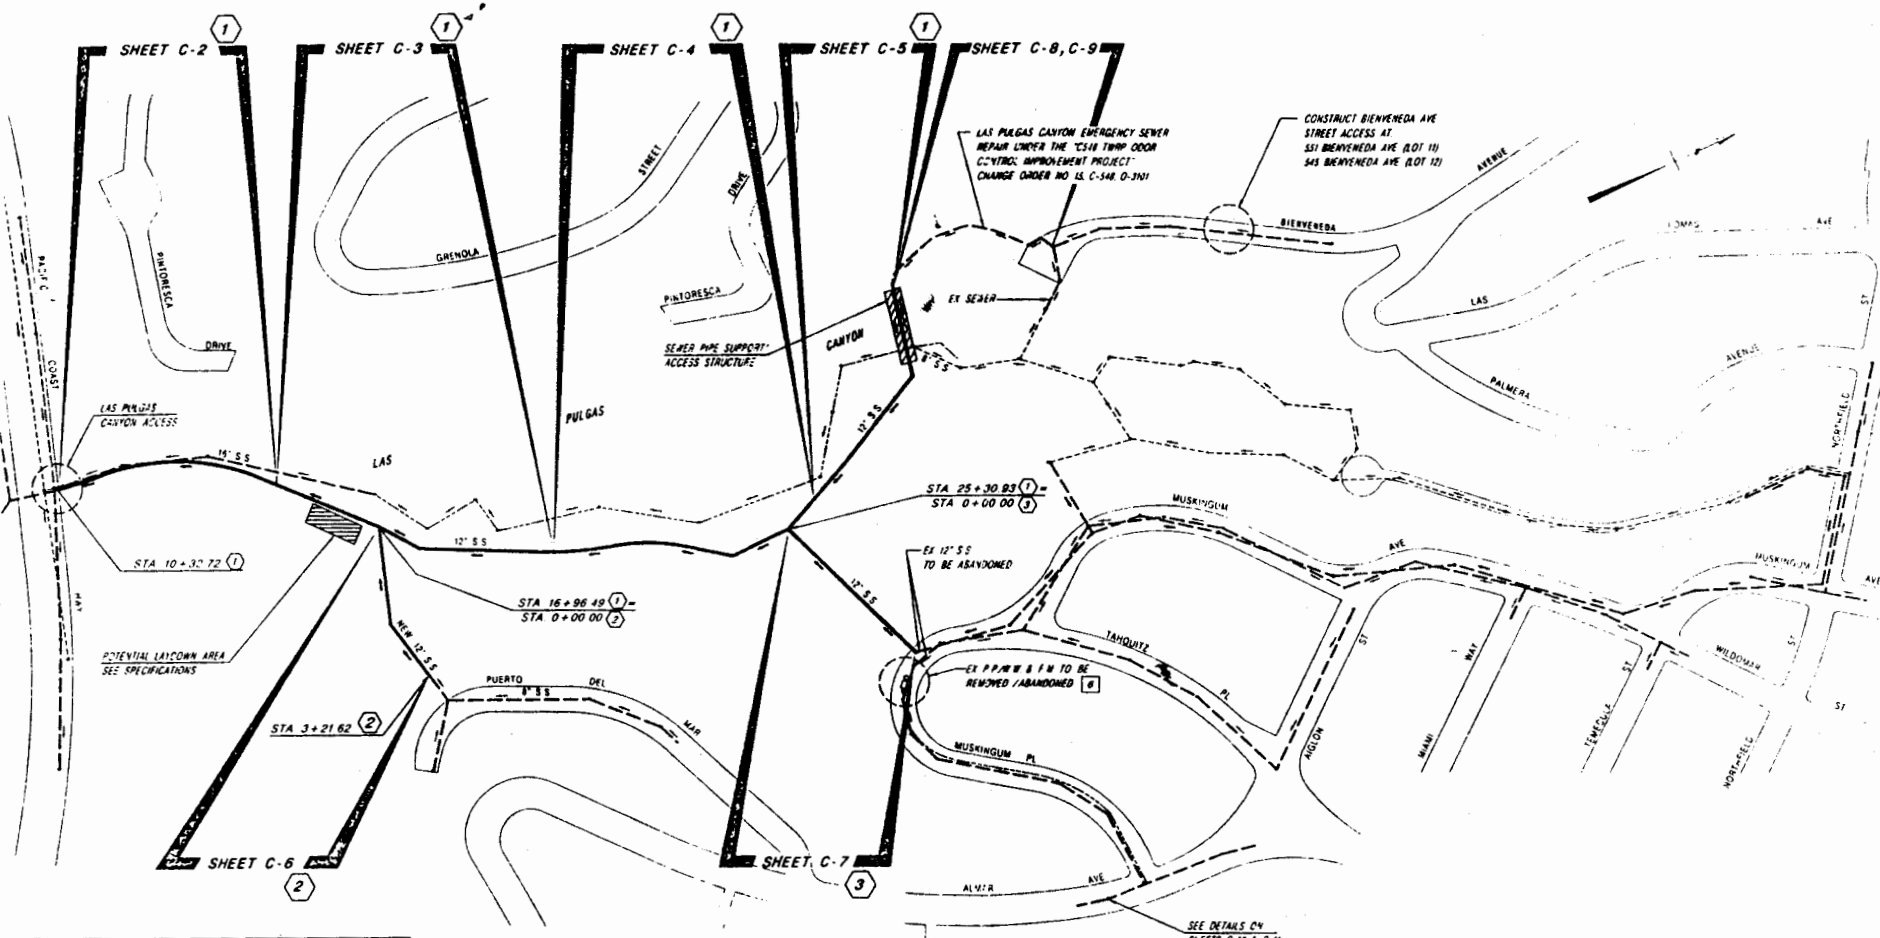 1
1
1
1
SHEET C-2
SHEET C-3
SHEET C-4
SHEET C-5
SHEET C-8, C-9
LAS PULGAS CANYON EMERGENCY SEWER
REPAIR UNDER THE "C548 TWRP ODOR
CONTROL IMPROVEMENT PROJECT"
CHANGE ORDER NO 15, C-548, O-3101
CONSTRUCT BIENVENEDA AVE
STREET ACCESS AT
551 BIENVENEDA AVE (LOT 11)
545 BIENVENEDA AVE (LOT 12)
STREET
DRIVE
AVENUE
BIENVENEDA
LOMAS
AVE
PACIFIC
PINTORESCA
GRENOLA
PINTORESCA
EX SEWER
LAS
ST
DRIVE
SEWER PIPE SUPPORT
ACCESS STRUCTURE
CANYON
8" S S
AVENUE
PALMERA
COAST
LAS PULGAS
CANYON ACCESS
PULGAS
12" S S
NORTHFIELD
LAS
STA 25+30.93 1 =
STA 0+00 00 3
MUSKINGUM
12" S S
AVE
MUSKINGUM
AVE
STA 10+30 72 1
EX 12" S S
TO BE ABANDONED
12" S S
HAY
STA 16+96 49 1 =
STA 0+00 00 2
NEW 12" S S
TAHQUITZ
PL
ST
WAY
ST
WILDOMAR
ST
ST
POTENTIAL LAYDOWN AREA
SEE SPECIFICATIONS
EX P P/W W & F M TO BE
REMOVED / ABANDONED 6
PUERTO DEL MAR
8" S S
STA 3+21 62 2
MUSKINGUM PL
AIGLON
MIAMI
TEMECULA
NORTHFIELD
SHEET C-6
2
SHEET C-7
3
ALMAR AVE
SEE DETAILS ON